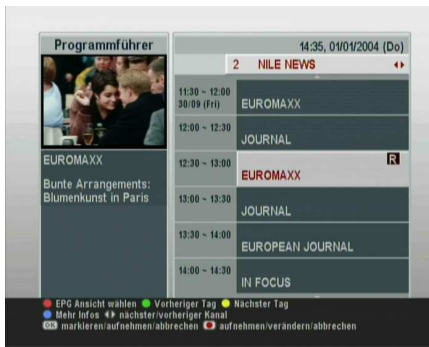 Programmführer
14:35, 01/01/2004 (Do)
2 NILE NEWS
11:30 ~ 12:00
30/09 (Fri)
EUROMAXX
12:00 ~ 12:30
JOURNAL
12:30 ~ 13:00
R
EUROMAXX
13:00 ~ 13:30
JOURNAL
13:30 ~ 14:00
EUROPEAN JOURNAL
14:00 ~ 14:30
IN FOCUS
EUROMAXX
Bunte Arrangements:
Blumenkunst in Paris
EPG Ansicht wählen Vorheriger Tag Nächster Tag
Mehr Infos nächster/vorheriger Kanal
OK markieren/aufnehmen/abbrechen aufnehmen/verändern/abbrechen